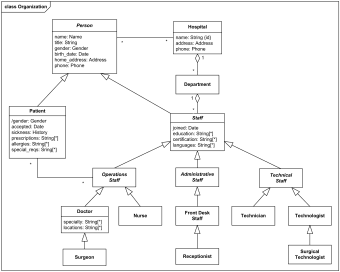 class Organization
Person
name: Name
title: String
gender: Gender
birth_date: Date
home_address: Address
phone: Phone
Hospital
name: String {id}
address: Address
phone: Phone
*
*
1
*
Department
1
*
Patient
/gender: Gender
accepted: Date
sickness: History
prescriptions: String[*]
allergies: String[*]
special_reqs: String[*]
*
*
Staff
joined: Date
education: String[*]
certification: String[*]
languages: String[*]
Operations
Staff
Administrative
Staff
Technical
Staff
Doctor
specialty: String[*]
locations: String[*]
Nurse
Front Desk
Staff
Technician
Technologist
Surgeon
Receptionist
Surgical
Technologist